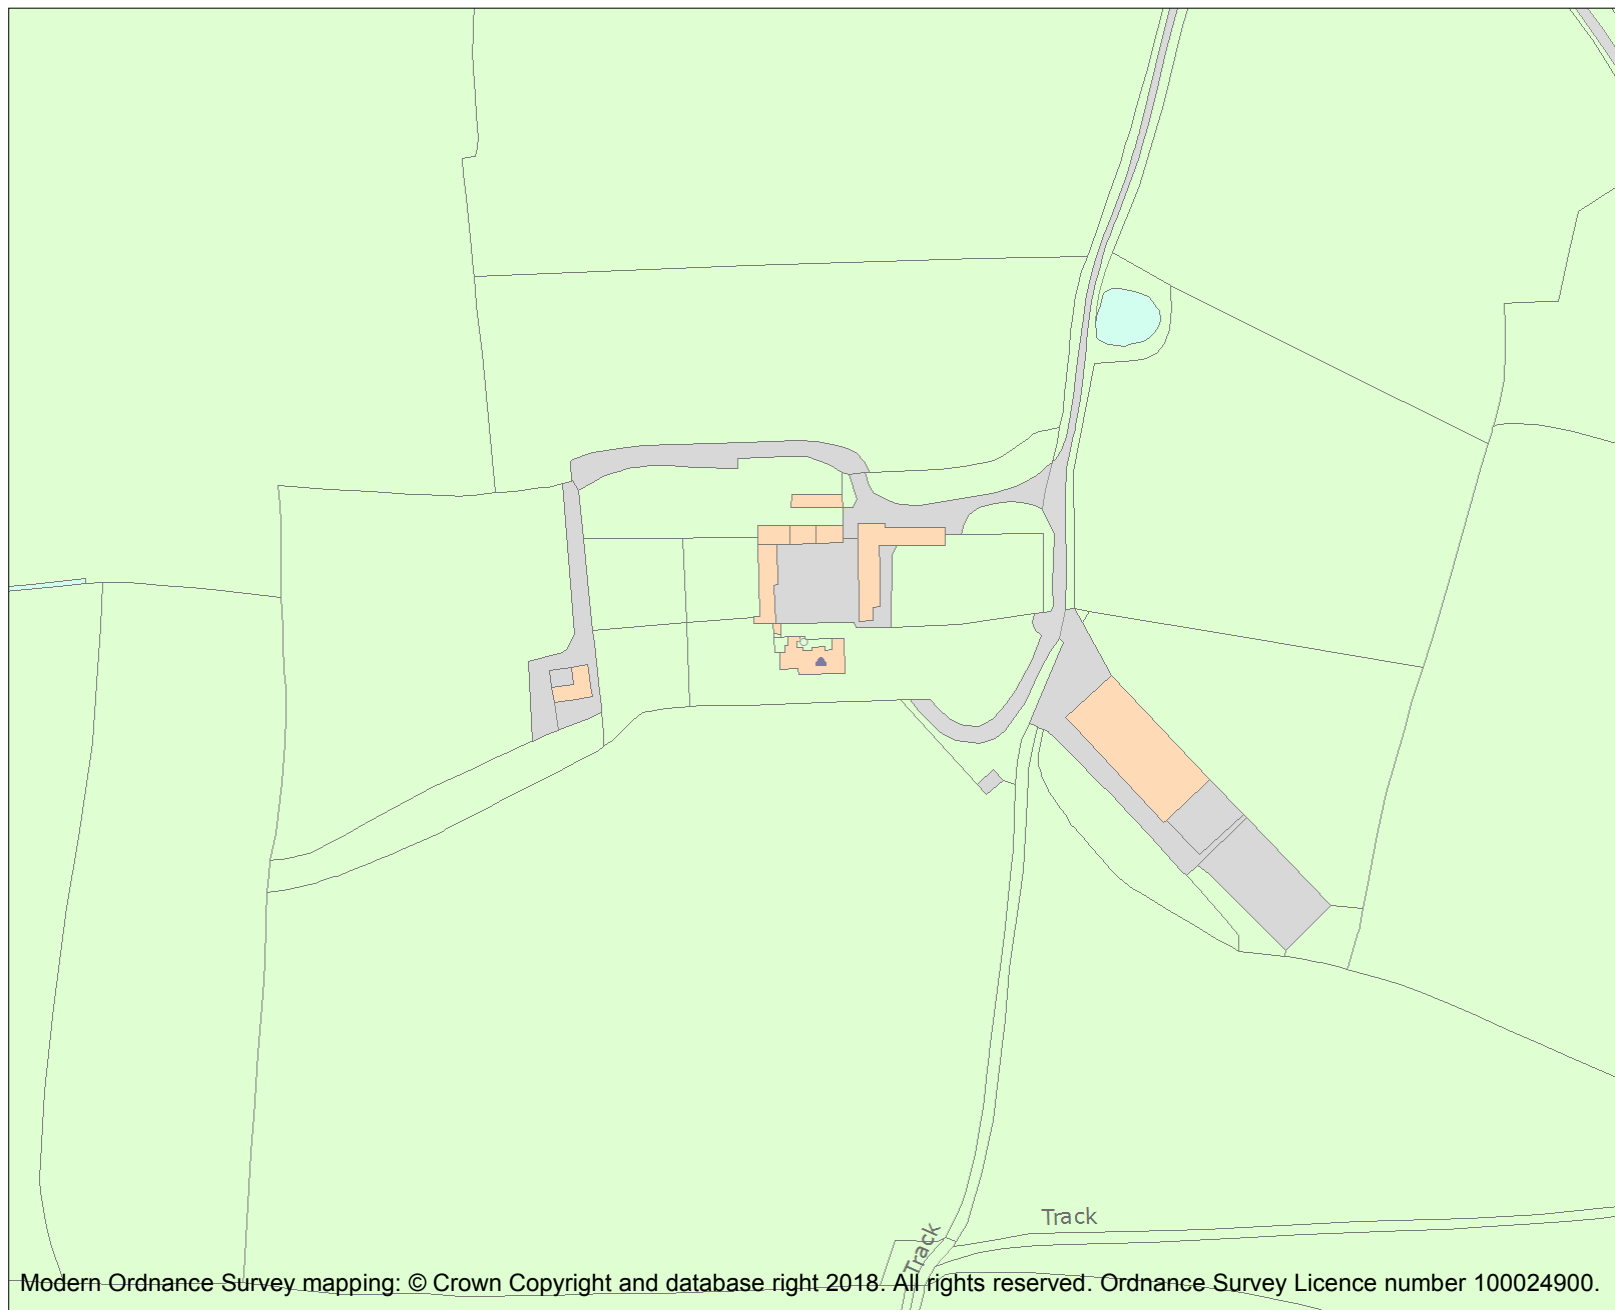 Track
Track
Modern Ordnance Survey mapping: © Crown Copyright and database right 2018. All rights reserved. Ordnance Survey Licence number 100024900.